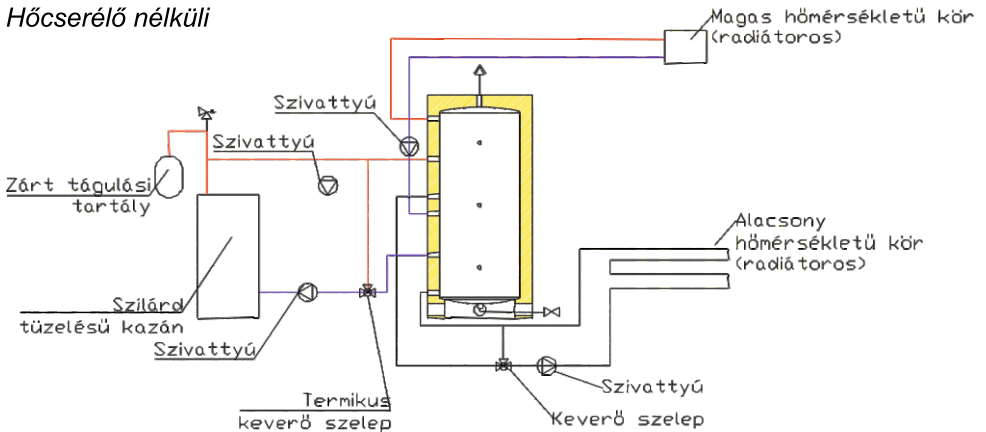 Hőcserélő nélküli
Magas hőmérsékletű kör
(radiátoros)
Szivattyú
Szivattyú
Zárt tágulási
tartály
Alacsony
hőmérsékletű kör
(radiátoros)
Szilárd
tüzelésű kazán
Szivattyú
Termikus
keverő szelep
Szivattyú
Keverő szelep